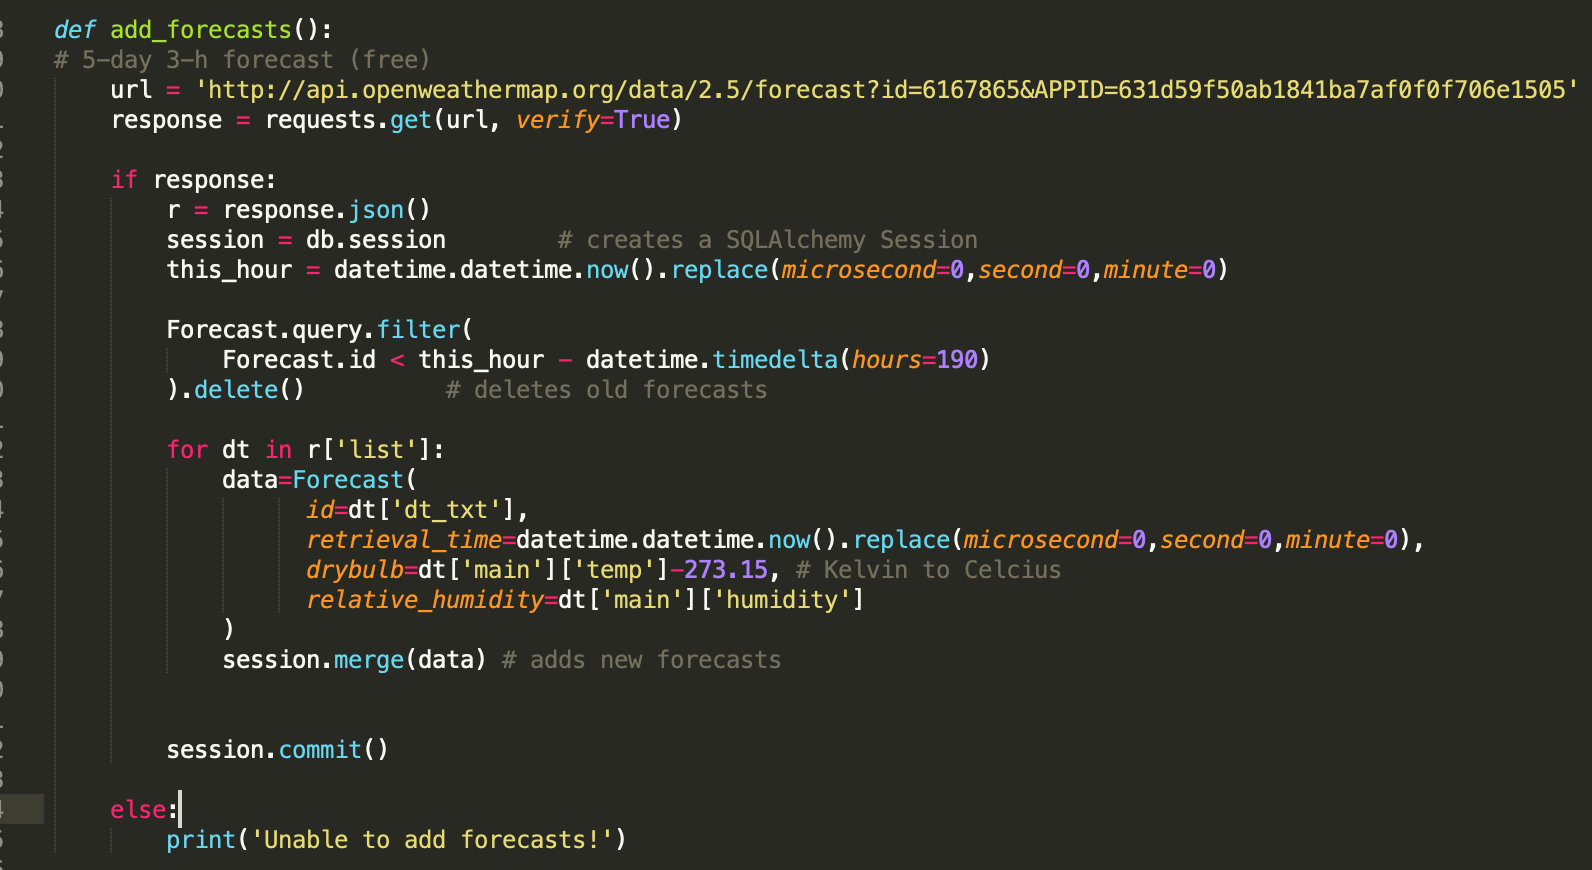 def add_forecasts():
# 5-day 3-h forecast (free)
url = 'http://api.openweathermap.org/data/2.5/forecast?id=6167865&APPID=631d59f50ab1841ba7af0f0f706e1505'
response = requests.get(url, verify=True)
if response:
r = response.json()
session = db.session # creates a SQLAlchemy Session
this_hour = datetime.datetime.now().replace(microsecond=0,second=0,minute=0)
Forecast.query.filter(
Forecast.id < this_hour - datetime.timedelta(hours=190)
).delete() # deletes old forecasts
for dt in r['list']:
data=Forecast(
id=dt['dt_txt'],
retrieval_time=datetime.datetime.now().replace(microsecond=0,second=0,minute=0),
drybulb=dt['main']['temp']-273.15, # Kelvin to Celcius
relative_humidity=dt['main']['humidity']
)
session.merge(data) # adds new forecasts
session.commit()
else:
print('Unable to add forecasts!')